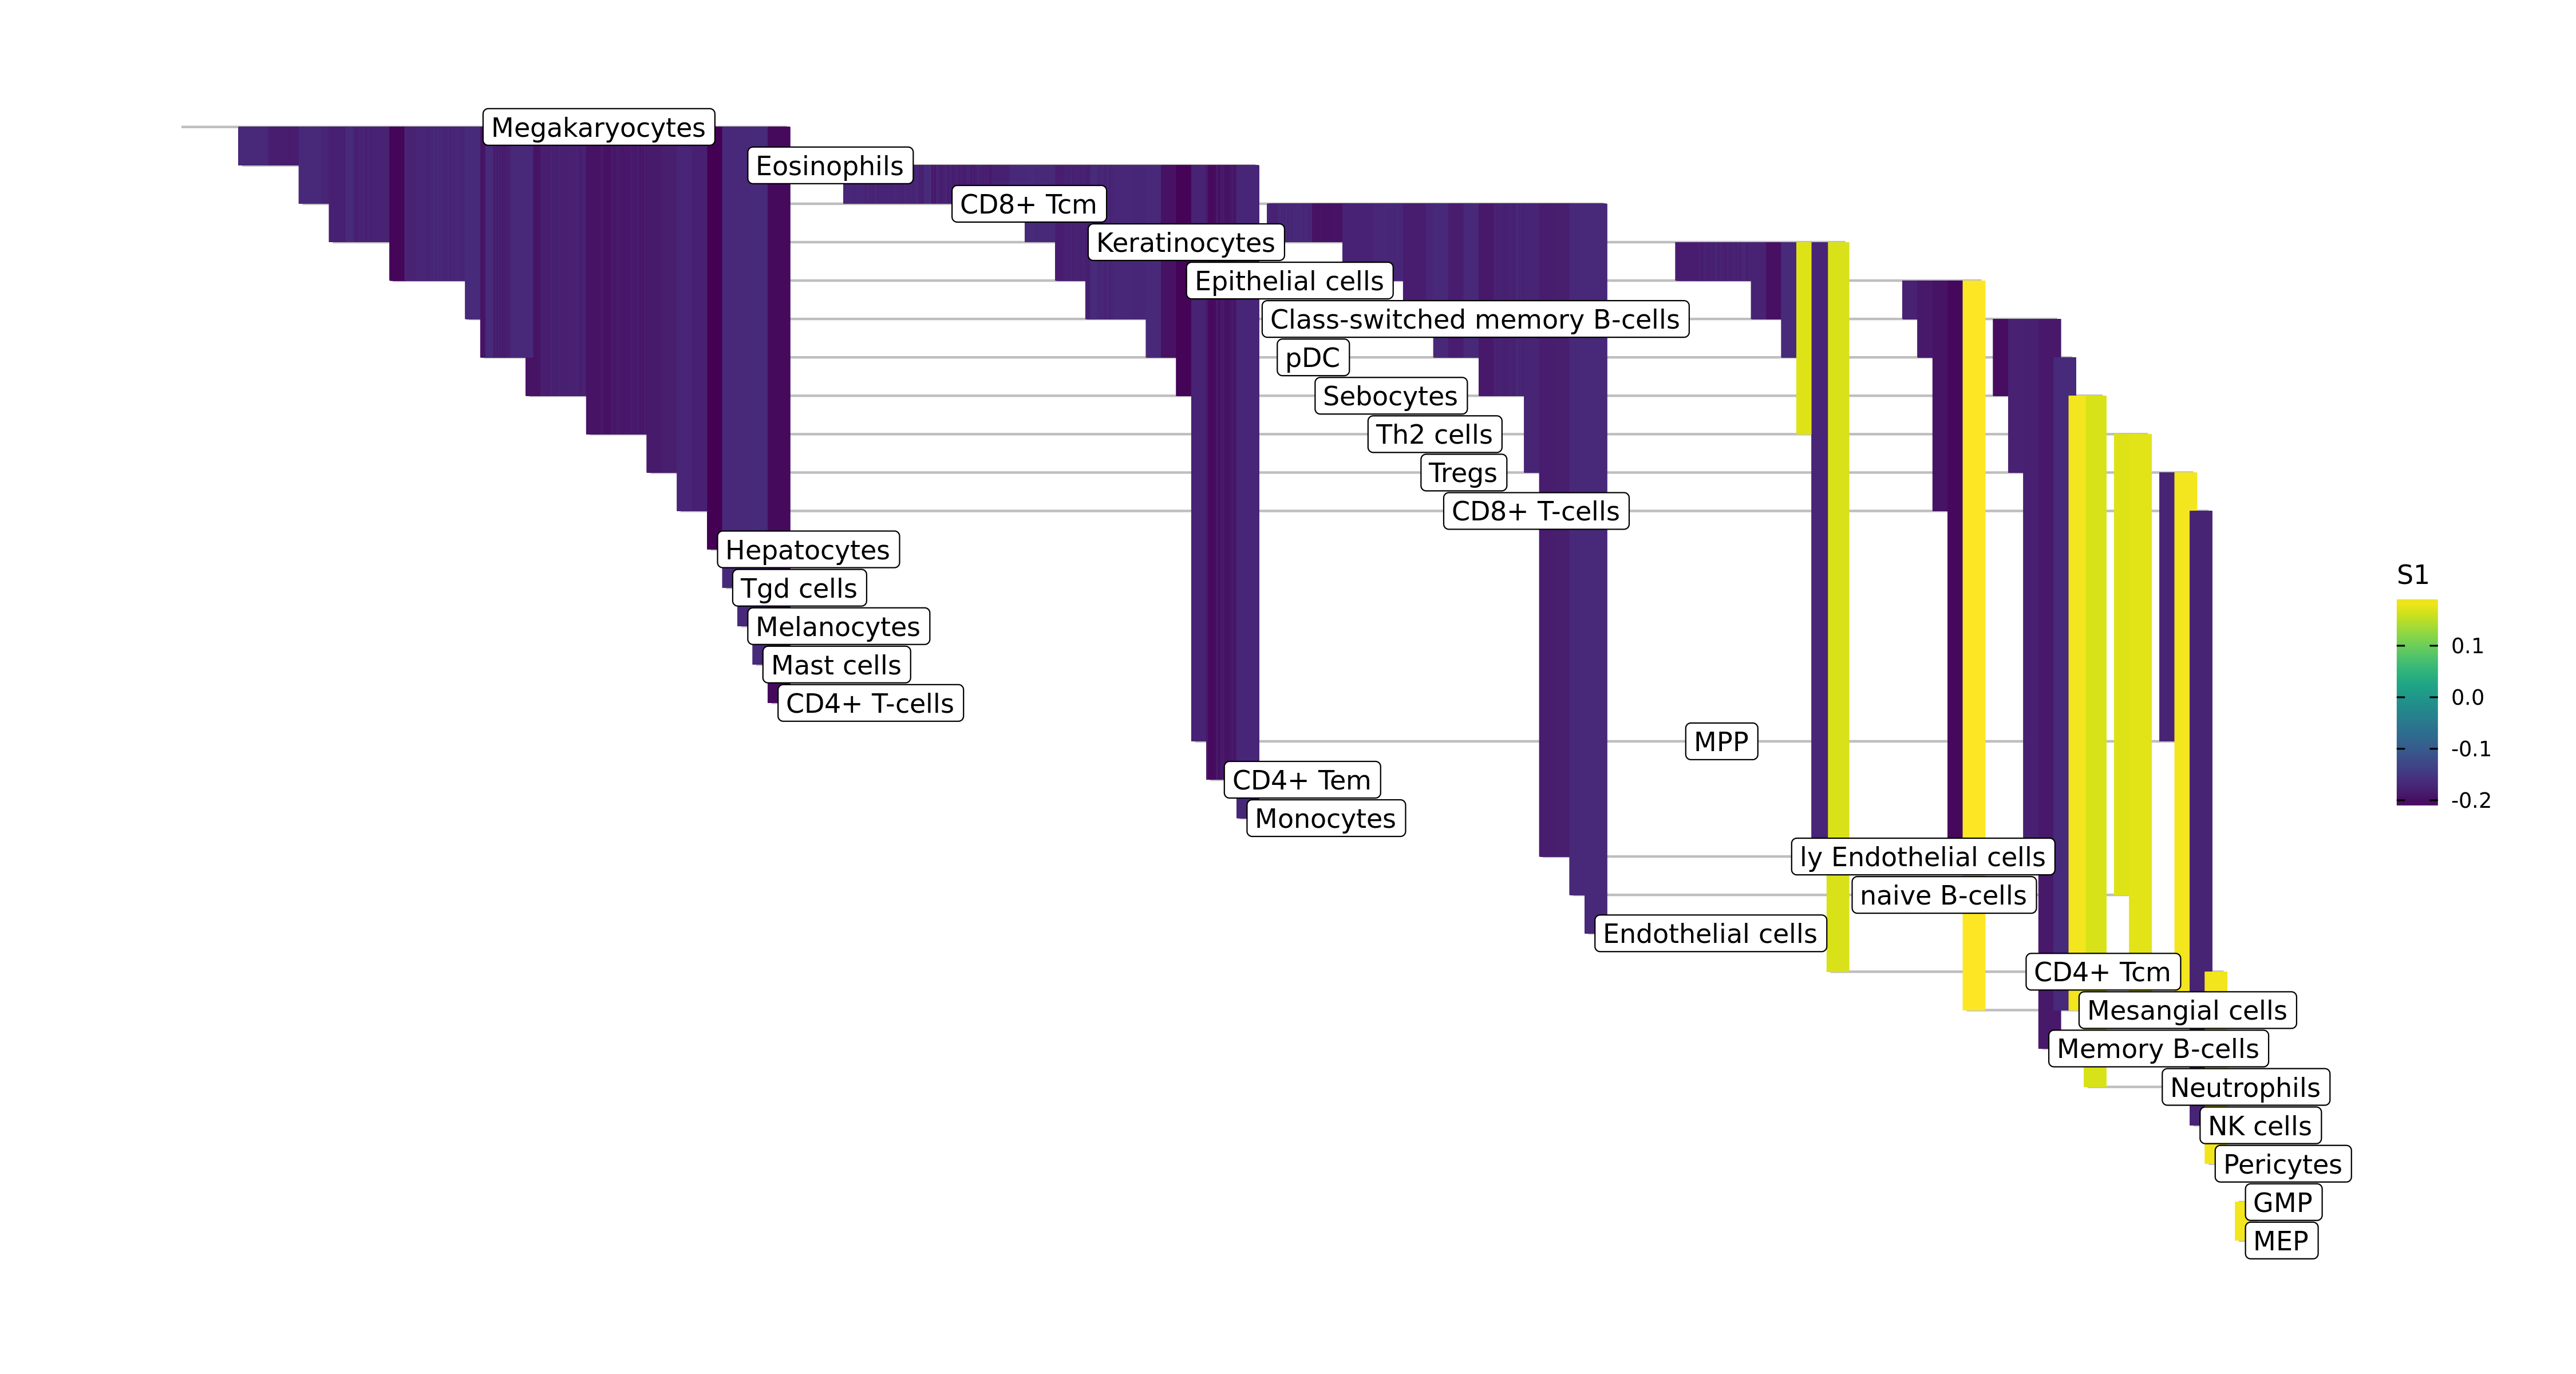 Megakaryocytes
Eosinophils
CD8+ Tcm
Keratinocytes
Epithelial cells
Class-switched memory B-cells
pDC
Sebocytes
Th2 cells
Tregs
CD8+ T-cells
Hepatocytes
Tgd cells
Melanocytes
Mast cells
CD4+ T-cells
MPP
CD4+ Tem
Monocytes
ly Endothelial cells
naive B-cells
Endothelial cells
CD4+ Tcm
Mesangial cells
Memory B-cells
Neutrophils
NK cells
Pericytes
GMP
MEP
S1
0.1
0.0
-0.1
-0.2